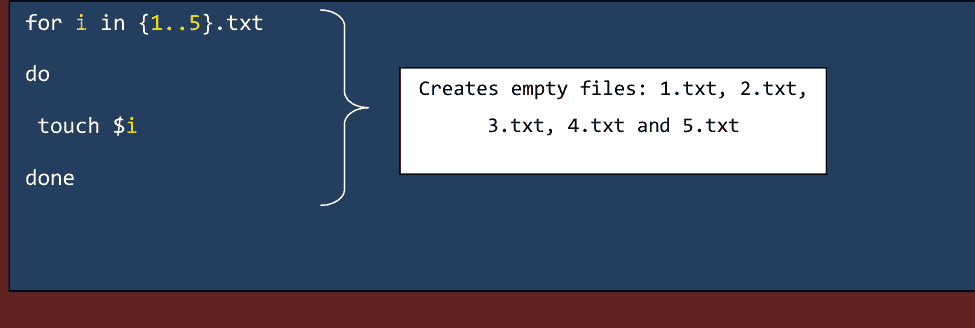 for i in {1..5}.txt
do
touch $i
done
Creates empty files: 1.txt, 2.txt,
3.txt, 4.txt and 5.txt